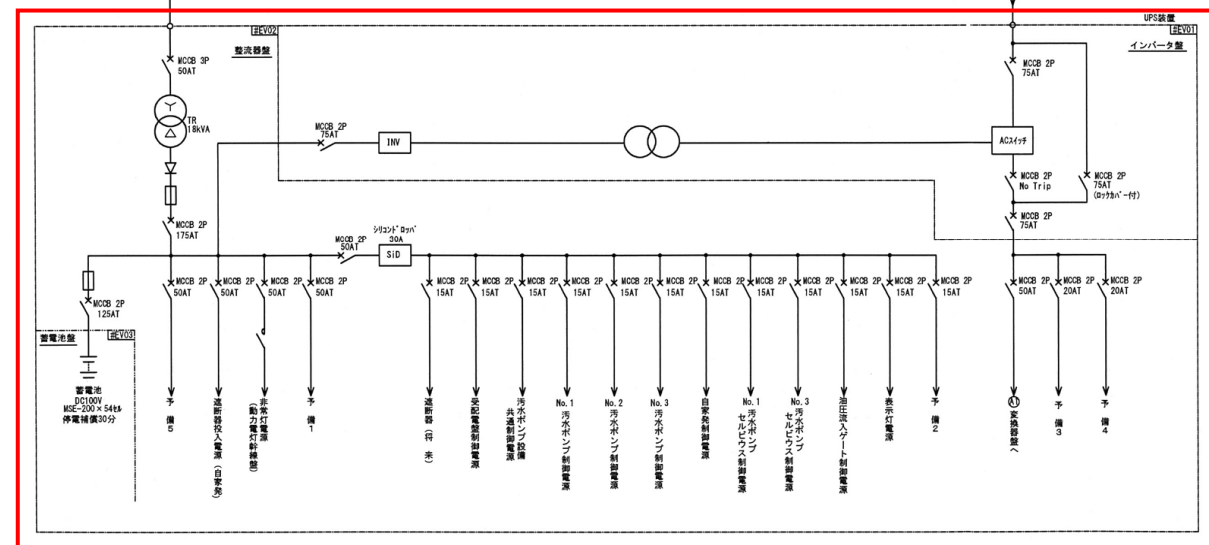 UPS装置
#EV02
整流器盤
#EV01
インバータ盤
MCCB 3P
50AT
TR
18kVA
MCCB 2P
175AT
MCCB 2P
75AT
INV
ACスイッチ
MCCB 2P
75AT
MCCB 2P
No Trip
MCCB 2P
75AT
(ロックカバー付)
MCCB 2P
75AT
シリコンドロッパ
30A
MCCB 2P
50AT
SiD
MCCB 2P
125AT
#EV03
蓄電池盤
蓄電池
DC100V
MSE-200×54セル
停電補償30分
MCCB 2P
50AT
予備5
MCCB 2P
50AT
遮断器投入電源(自家発)
MCCB 2P
50AT
非常灯電源
(動力電灯幹線盤)
MCCB 2P
50AT
予備1
MCCB 2P
15AT
遮断器(将来)
MCCB 2P
15AT
受配電盤制御電源
MCCB 2P
15AT
汚水ポンプ設備
共通制御電源
MCCB 2P
15AT
No.1 汚水ポンプ制御電源
MCCB 2P
15AT
No.2 汚水ポンプ制御電源
MCCB 2P
15AT
No.3 汚水ポンプ制御電源
MCCB 2P
15AT
自家発制御電源
MCCB 2P
15AT
No.1 汚水ポンプ
セルビウス制御電源
MCCB 2P
15AT
No.3 汚水ポンプ
セルビウス制御電源
MCCB 2P
15AT
油圧流入ゲート制御電源
MCCB 2P
15AT
表示灯電源
MCCB 2P
15AT
予備2
MCCB 2P
50AT
A1 変換器盤へ
MCCB 2P
20AT
予備3
MCCB 2P
20AT
予備4